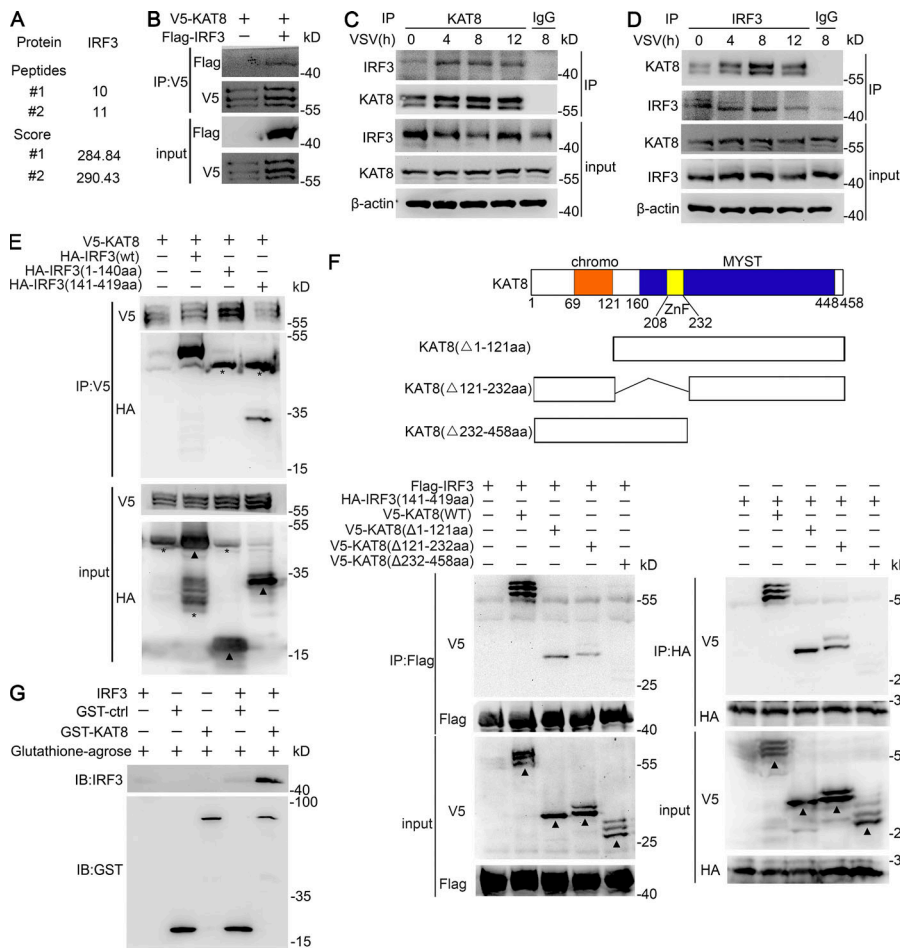 A
Protein IRF3
Peptides
#1 10
#2 11
Score
#1 284.84
#2 290.43
B
V5-KAT8 + +
Flag-IRF3 − + kD
IP:V5
Flag -40
V5 -55
input
Flag -40
V5 -55
C
IP KAT8 IgG
VSV(h) 0 4 8 12 8 kD
IRF3 -40
KAT8 -55
IP
IRF3 -40
KAT8 -55
input
β-actin -40
D
IP IRF3 IgG
VSV(h) 0 4 8 12 8 kD
KAT8 -55
IRF3 -40
IP
KAT8 -55
IRF3 -40
input
β-actin -40
E
V5-KAT8 + + + +
HA-IRF3(wt) − + − −
HA-IRF3(1-140aa) − − + −
HA-IRF3(141-419aa) − − − + kD
IP:V5
V5 -55
-55
* *
HA -35
-15
input
V5 -55
-55
* *
-35
HA
*
-15
F
chromo MYST
KAT8
1 69 121 160 448 458
ZnF
208 232
KAT8(△1-121aa)
KAT8(△121-232aa)
KAT8(△232-458aa)
Flag-IRF3 + + + + +
HA-IRF3(141-419aa) + + + + +
V5-KAT8(WT) − + − − − − + − − −
V5-KAT8(Δ1-121aa) − − + − − − − + − −
V5-KAT8(Δ121-232aa) − − − + − − − − + −
V5-KAT8(Δ232-458aa) − − − − + kD − − − − + kD
IP:Flag
-55
V5
-25
Flag -40
input
-55
V5
-25
Flag -40
IP:HA
-5
V5
-2
HA -3
input
-5
V5
-2
HA -3
G
IRF3 + − − + +
GST-ctrl − + − + −
GST-KAT8 − − + − +
Glutathione-agrose + + + + + kD
IB:IRF3 -40
-100
IB:GST
-35
-15